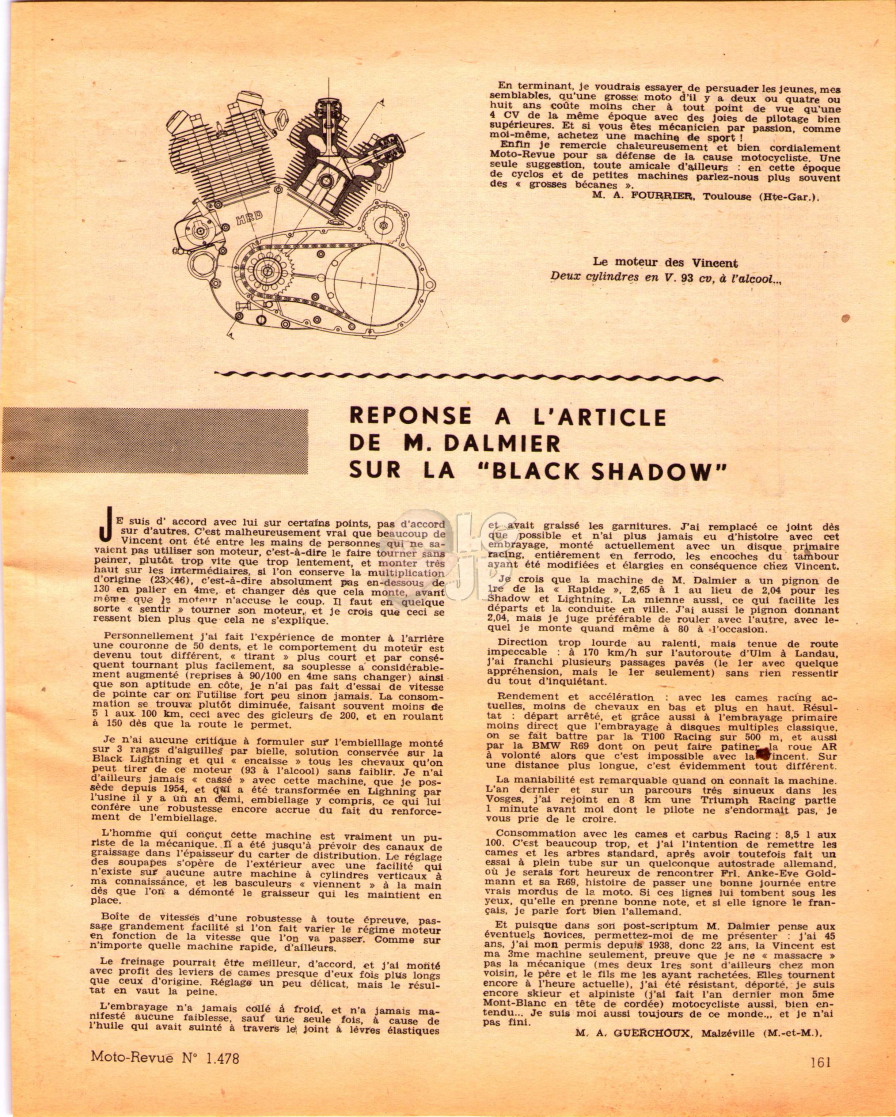 En terminant, je voudrais essayer de persuader les jeunes, mes
semblables, qu'une grosse moto d'il y a deux ou quatre ou
huit ans coûte moins cher à tout point de vue qu'une
4 CV de la même époque avec des joies de pilotage bien
supérieures. Et si vous êtes mécanicien par passion, comme
moi-même, achetez une machine de sport !
Enfin je remercie chaleureusement et bien cordialement
Moto-Revue pour sa défense de la cause motocycliste. Une
seule suggestion, toute amicale d'ailleurs : en cette époque
de cyclos et de petites machines parlez-nous plus souvent
des « grosses bécanes ».
M. A. FOURRIER, Toulouse (Hte-Gar.).
HRD
A
A
Le moteur des Vincent
Deux cylindres en V. 93 cv, à l'alcool...
REPONSE A L'ARTICLE
DE M. DALMIER
SUR LA "BLACK SHADOW"
JE suis d' accord avec lui sur certains points, pas d'accord
sur d'autres. C'est malheureusement vrai que beaucoup de
Vincent ont été entre les mains de personnes qui ne sa-
vaient pas utiliser son moteur, c'est-à-dire le faire tourner sans
peiner, plutôt trop vite que trop lentement, et monter très
haut sur les intermédiaires, si l'on conserve la multiplication
d'origine (23×46), c'est-à-dire absolument pas en-dessous de
130 en palier en 4me, et changer dès que cela monte, avant
même que le moteur n'accuse le coup. Il faut en quelque
sorte « sentir » tourner son moteur, et je crois que ceci se
ressent bien plus que cela ne s'explique.
Personnellement j'ai fait l'expérience de monter à l'arrière
une couronne de 50 dents, et le comportement du moteur est
devenu tout différent, « tirant » plus court et par consé-
quent tournant plus facilement, sa souplesse a considérable-
ment augmenté (reprises à 90/100 en 4me sans changer) ainsi
que son aptitude en côte, je n'ai pas fait d'essai de vitesse
de pointe car on l'utilise fort peu sinon jamais. La consom-
mation se trouva plutôt diminuée, faisant souvent moins de
5 l aux 100 km, ceci avec des gicleurs de 200, et en roulant
à 150 dès que la route le permet.
Je n'ai aucune critique à formuler sur l'embiellage monté
sur 3 rangs d'aiguilles par bielle, solution conservée sur la
Black Lightning et qui « encaisse » tous les chevaux qu'on
peut tirer de ce moteur (93 à l'alcool) sans faiblir. Je n'ai
d'ailleurs jamais « cassé » avec cette machine, que je pos-
sède depuis 1954, et qui a été transformée en Lighning par
l'usine il y a un an demi, embiellage y compris, ce qui lui
confère une robustesse encore accrue du fait du renforce-
ment de l'embiellage.
L'homme qui conçut cette machine est vraiment un pu-
riste de la mécanique. Il a été jusqu'à prévoir des canaux de
graissage dans l'épaisseur du carter de distribution. Le réglage
des soupapes s'opère de l'extérieur avec une facilité qui
n'existe sur aucune autre machine à cylindres verticaux à
ma connaissance, et les basculeurs « viennent » à la main
dès que l'on a démonté le graisseur qui les maintient en
place.
Boîte de vitesses d'une robustesse à toute épreuve, pas-
sage grandement facilité si l'on fait varier le régime moteur
en fonction de la vitesse que l'on va passer. Comme sur
n'importe quelle machine rapide, d'ailleurs.
Le freinage pourrait être meilleur, d'accord, et j'ai monté
avec profit des leviers de cames presque d'eux fois plus longs
que ceux d'origine. Réglage un peu délicat, mais le résul-
tat en vaut la peine.
L'embrayage n'a jamais collé à froid, et n'a jamais ma-
nifesté aucune faiblesse, sauf une seule fois, à cause de
l'huile qui avait suinté à travers le joint à lèvres élastiques
et avait graissé les garnitures. J'ai remplacé ce joint dès
que possible et n'ai plus jamais eu d'histoire avec cet
embrayage, monté actuellement avec un disque primaire
racing, entièrement en ferrodo, les encoches du tambour
ayant été modifiées et élargies en conséquence chez Vincent.
Je crois que la machine de M. Dalmier a un pignon de
1re de la « Rapide », 2,65 à 1 au lieu de 2,04 pour les
Shadow et Lightning. La mienne aussi, ce qui facilite les
départs et la conduite en ville. J'ai aussi le pignon donnant
2,04, mais je juge préférable de rouler avec l'autre, avec le-
quel je monte quand même à 80 à l'occasion.
Direction trop lourde au ralenti, mais tenue de route
impeccable : à 170 km/h sur l'autoroute d'Ulm à Landau,
j'ai franchi plusieurs passages pavés (le 1er avec quelque
appréhension, mais le 1er seulement) sans rien ressentir
du tout d'inquiétant.
Rendement et accélération : avec les cames racing ac-
tuelles, moins de chevaux en bas et plus en haut. Résul-
tat : départ arrêté, et grâce aussi à l'embrayage primaire
moins direct que l'embrayage à disques multiples classique,
on se fait battre par la T100 Racing sur 500 m, et aussi
par la BMW R69 dont on peut faire patiner la roue AR
à volonté alors que c'est impossible avec la Vincent. Sur
une distance plus longue, c'est évidemment tout différent.
La maniabilité est remarquable quand on connaît la machine.
L'an dernier et sur un parcours très sinueux dans les
Vosges, j'ai rejoint en 8 km une Triumph Racing partie
1 minute avant moi et dont le pilote ne s'endormait pas, je
vous prie de le croire.
Consommation avec les cames et carbus Racing : 8,5 l aux
100. C'est beaucoup trop, et j'ai l'intention de remettre les
cames et les arbres standard, après avoir toutefois fait un
essai à plein tube sur un quelconque autostrade allemand,
où je serais fort heureux de rencontrer Frl. Anke-Eve Gold-
mann et sa R69, histoire de passer une bonne journée entre
vrais mordus de la moto. Si ces lignes lui tombent sous les
yeux, qu'elle en prenne bonne note, et si elle ignore le fran-
çais, je parle fort bien l'allemand.
Et puisque dans son post-scriptum M. Dalmier pense aux
éventuels Novices, permettez-moi de me présenter : j'ai 45
ans, j'ai mon permis depuis 1938, donc 22 ans, la Vincent est
ma 3me machine seulement, preuve que je ne « massacre »
pas la mécanique (mes deux 1res sont d'ailleurs chez mon
voisin, le père et le fils me les ayant rachetées. Elles tournent
encore à l'heure actuelle), j'ai été résistant, déporté, je suis
encore skieur et alpiniste (j'ai fait l'an dernier mon 5me
Mont-Blanc en tête de cordée) motocycliste aussi, bien en-
tendu... Je suis moi aussi toujours de ce monde... et je n'ai
pas fini.
M. A. GUERCHOUX, Malzéville (M.-et-M.).
Moto-Revue N° 1.478
161